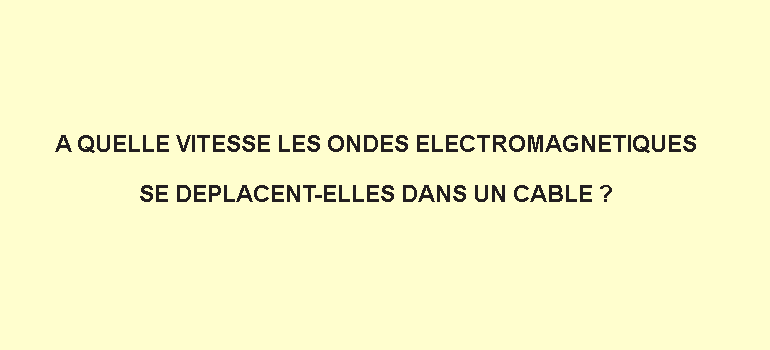 A QUELLE VITESSE LES ONDES ELECTROMAGNETIQUES
SE DEPLACENT-ELLES DANS UN CABLE ?